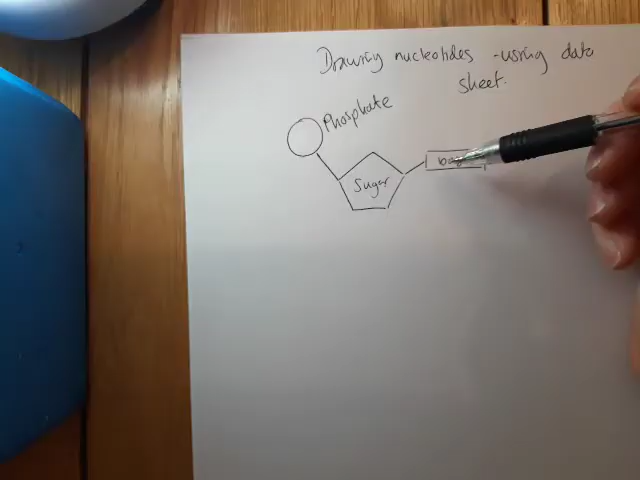 Drawing nucleotides - using data
sheet.
Phosphate
Sugar